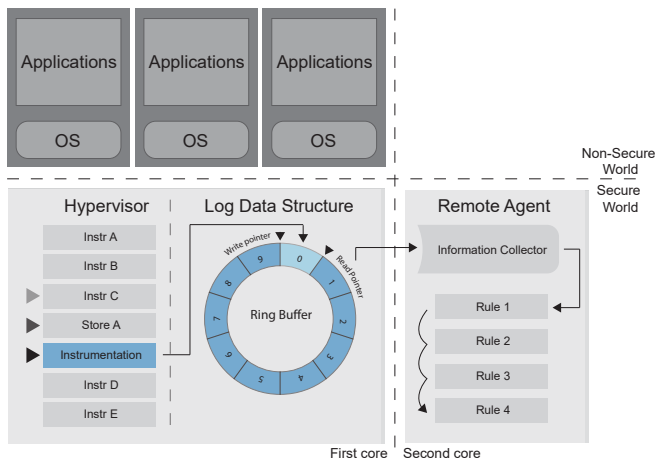 Applications
Applications
Applications
OS
OS
OS
Non-Secure
World
Secure
World
Hypervisor
Instr A
Instr B
Instr C
Store A
Instrumentation
Instr D
Instr E
Log Data Structure
Write pointer
Read Pointer
0
1
2
3
4
5
6
7
8
9
Ring Buffer
Remote Agent
Information Collector
Rule 1
Rule 2
Rule 3
Rule 4
First core
Second core